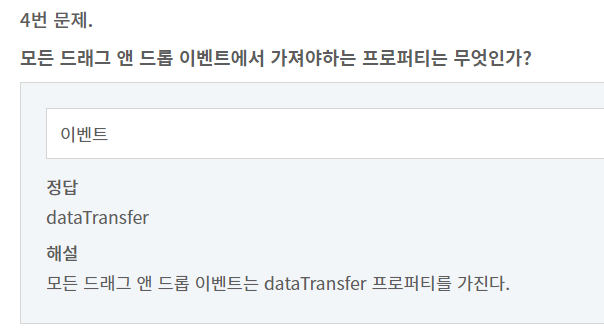 4번 문제.
모든 드래그 앤 드롭 이벤트에서 가져야하는 프로퍼티는 무엇인가?
이벤트
정답
dataTransfer
해설
모든 드래그 앤 드롭 이벤트는 dataTransfer 프로퍼티를 가진다.